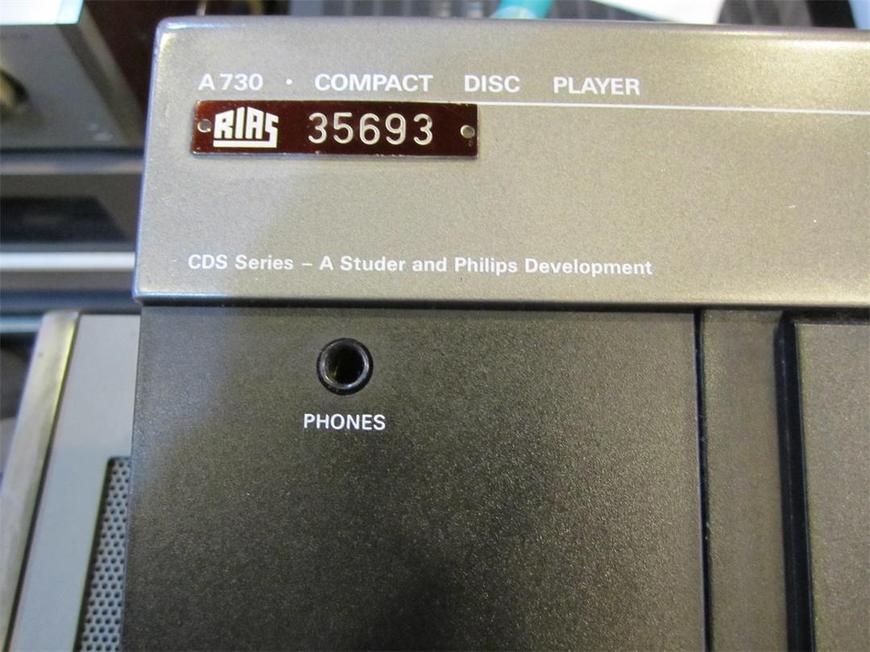 A730 · COMPACT DISC PLAYER
RIAS 35693
CDS Series – A Studer and Philips Development
PHONES